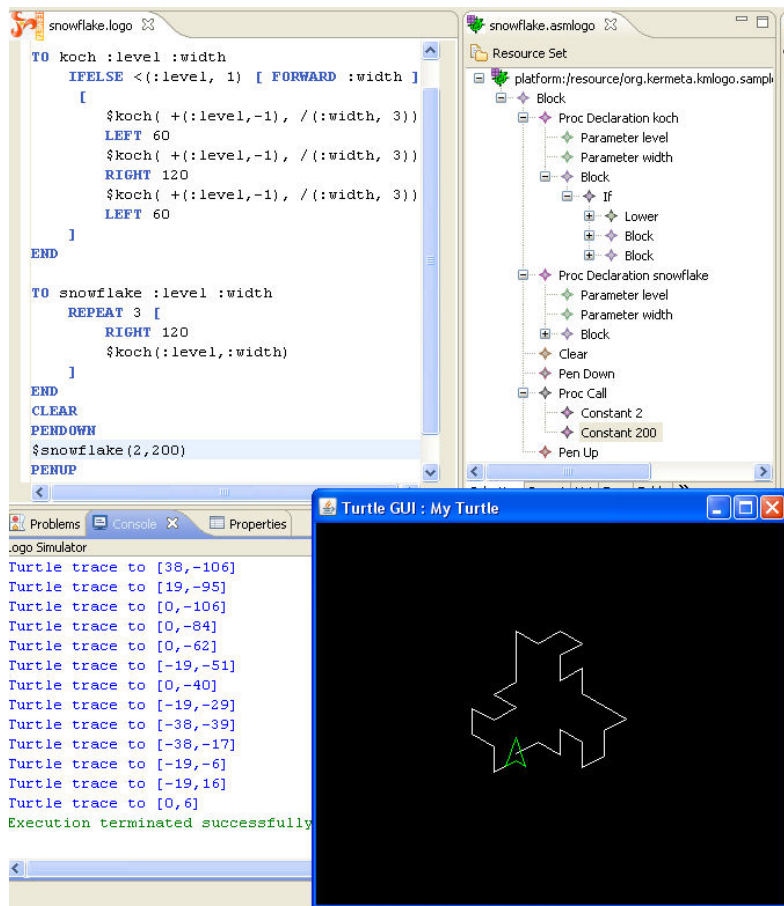 snowflake.logo
TO koch :level :width
IFELSE <(:level, 1) [ FORWARD :width ]
[
$koch( +(:level,-1), /(:width, 3))
LEFT 60
$koch( +(:level,-1), /(:width, 3))
RIGHT 120
$koch( +(:level,-1), /(:width, 3))
LEFT 60
]
END
TO snowflake :level :width
REPEAT 3 [
RIGHT 120
$koch(:level,:width)
]
END
CLEAR
PENDOWN
$snowflake(2,200)
PENUP
snowflake.asmlogo
Resource Set
platform:/resource/org.kermeta.kmlogo.sampl
Block
Proc Declaration koch
Parameter level
Parameter width
Block
If
Lower
Block
Block
Proc Declaration snowflake
Parameter level
Parameter width
Block
Clear
Pen Down
Proc Call
Constant 2
Constant 200
Pen Up
Problems Console Properties
Logo Simulator
Turtle trace to [38,-106]
Turtle trace to [19,-95]
Turtle trace to [0,-106]
Turtle trace to [0,-84]
Turtle trace to [0,-62]
Turtle trace to [-19,-51]
Turtle trace to [0,-40]
Turtle trace to [-19,-29]
Turtle trace to [-38,-39]
Turtle trace to [-38,-17]
Turtle trace to [-19,-6]
Turtle trace to [-19,16]
Turtle trace to [0,6]
Execution terminated successfully
Turtle GUI : My Turtle